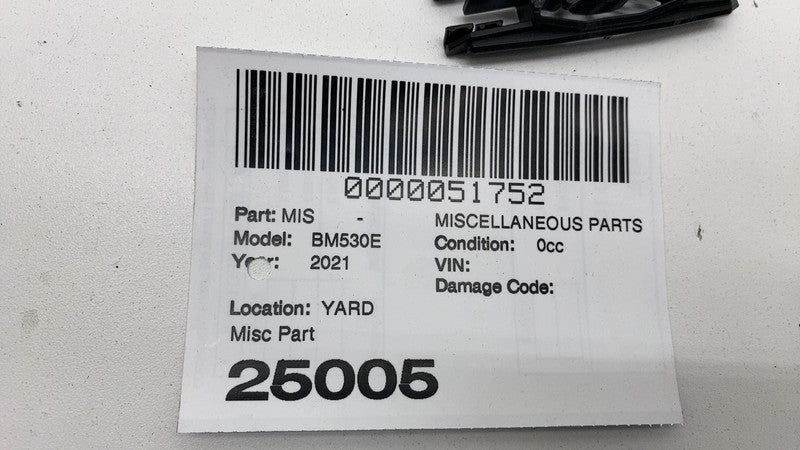 0000051752
Part: MIS - MISCELLANEOUS PARTS
Model: BM530E Condition: 0cc
Year: 2021 VIN:
Damage Code:
Location: YARD
Misc Part
25005